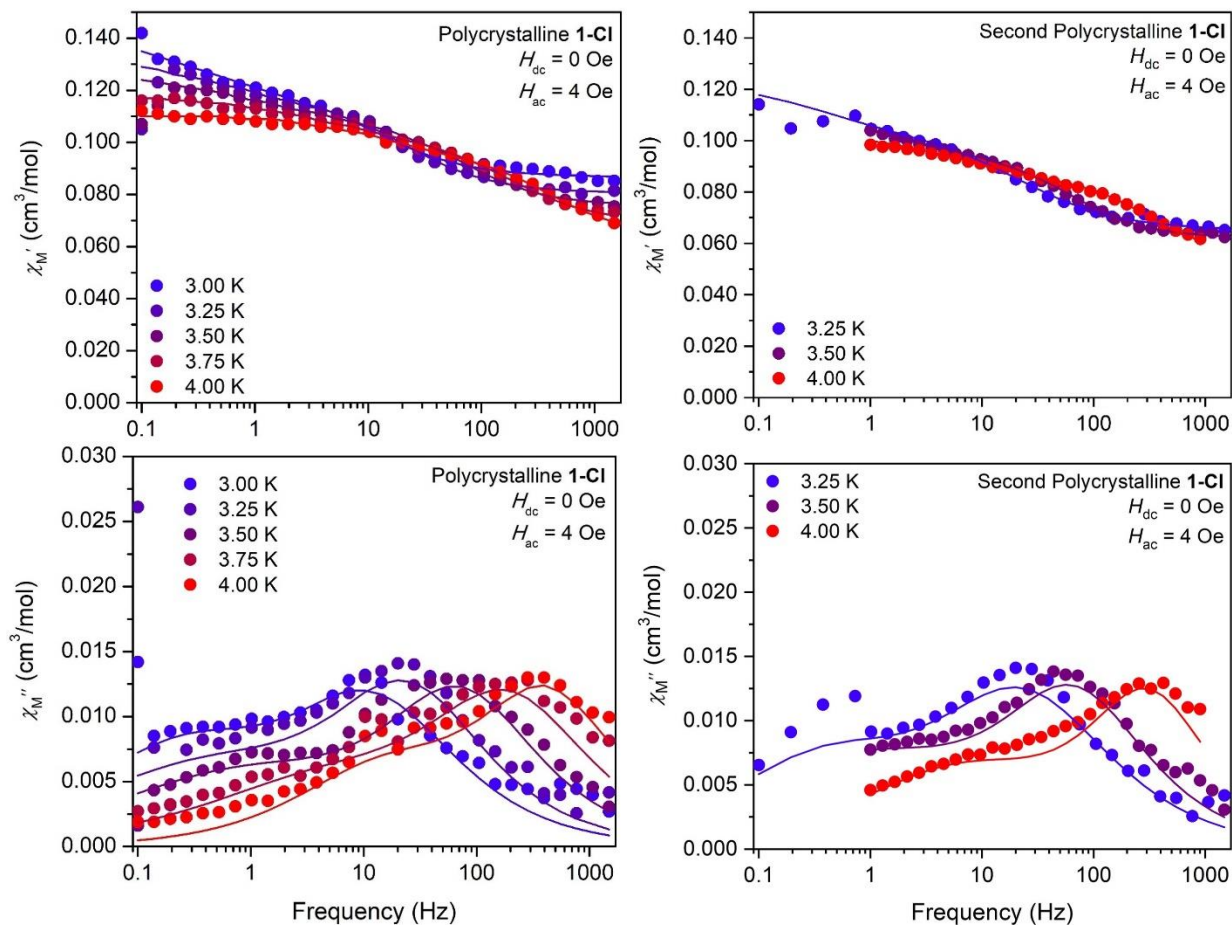 Polycrystalline 1-Cl
H_dc = 0 Oe
H_ac = 4 Oe
χ_M′ (cm³/mol)
0.140
0.120
0.100
0.080
0.060
0.040
0.020
0.000
3.00 K
3.25 K
3.50 K
3.75 K
4.00 K
0.1 1 10 100 1000
Second Polycrystalline 1-Cl
H_dc = 0 Oe
H_ac = 4 Oe
χ_M′ (cm³/mol)
0.140
0.120
0.100
0.080
0.060
0.040
0.020
0.000
3.25 K
3.50 K
4.00 K
0.1 1 10 100 1000
Polycrystalline 1-Cl
H_dc = 0 Oe
H_ac = 4 Oe
χ_M″ (cm³/mol)
0.030
0.025
0.020
0.015
0.010
0.005
0.000
3.00 K
3.25 K
3.50 K
3.75 K
4.00 K
0.1 1 10 100 1000
Frequency (Hz)
Second Polycrystalline 1-Cl
H_dc = 0 Oe
H_ac = 4 Oe
χ_M″ (cm³/mol)
0.030
0.025
0.020
0.015
0.010
0.005
0.000
3.25 K
3.50 K
4.00 K
0.1 1 10 100 1000
Frequency (Hz)